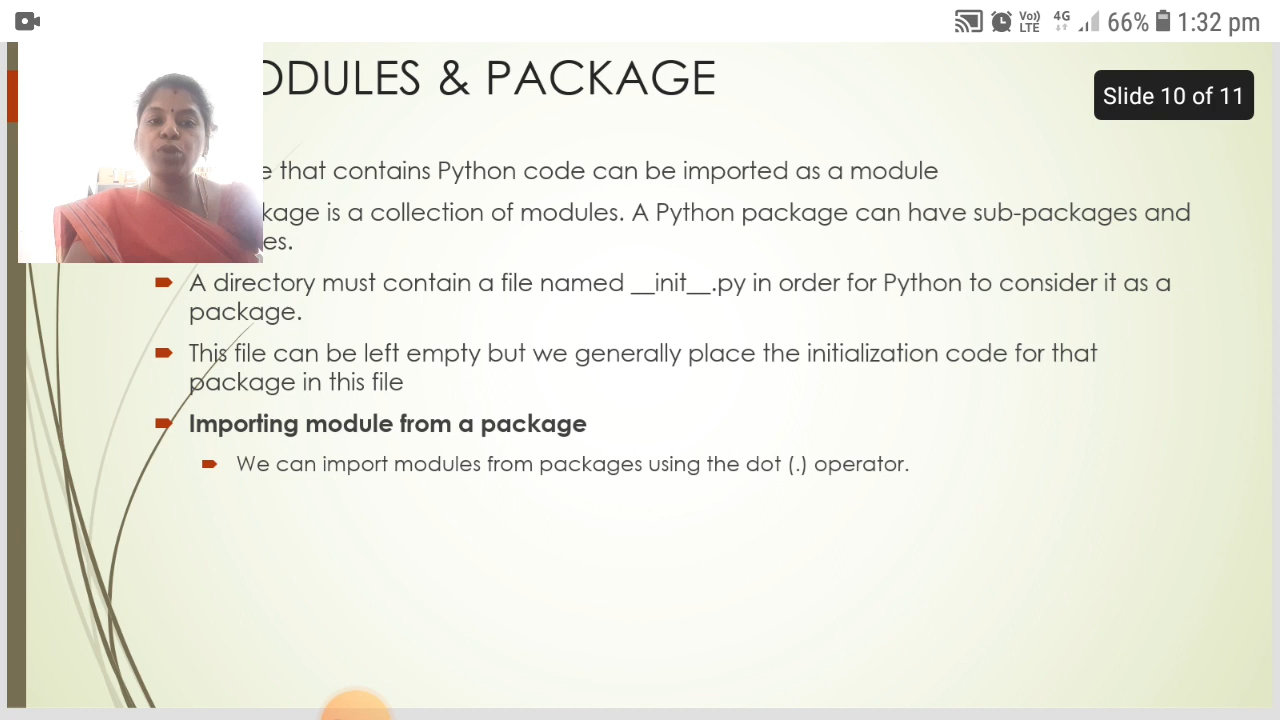 Vo)) LTE 4G 66% 1:32 pm
ODULES & PACKAGE
Slide 10 of 11
e that contains Python code can be imported as a module
kage is a collection of modules. A Python package can have sub-packages and
es.
A directory must contain a file named __init__.py in order for Python to consider it as a
package.
This file can be left empty but we generally place the initialization code for that
package in this file
Importing module from a package
We can import modules from packages using the dot (.) operator.